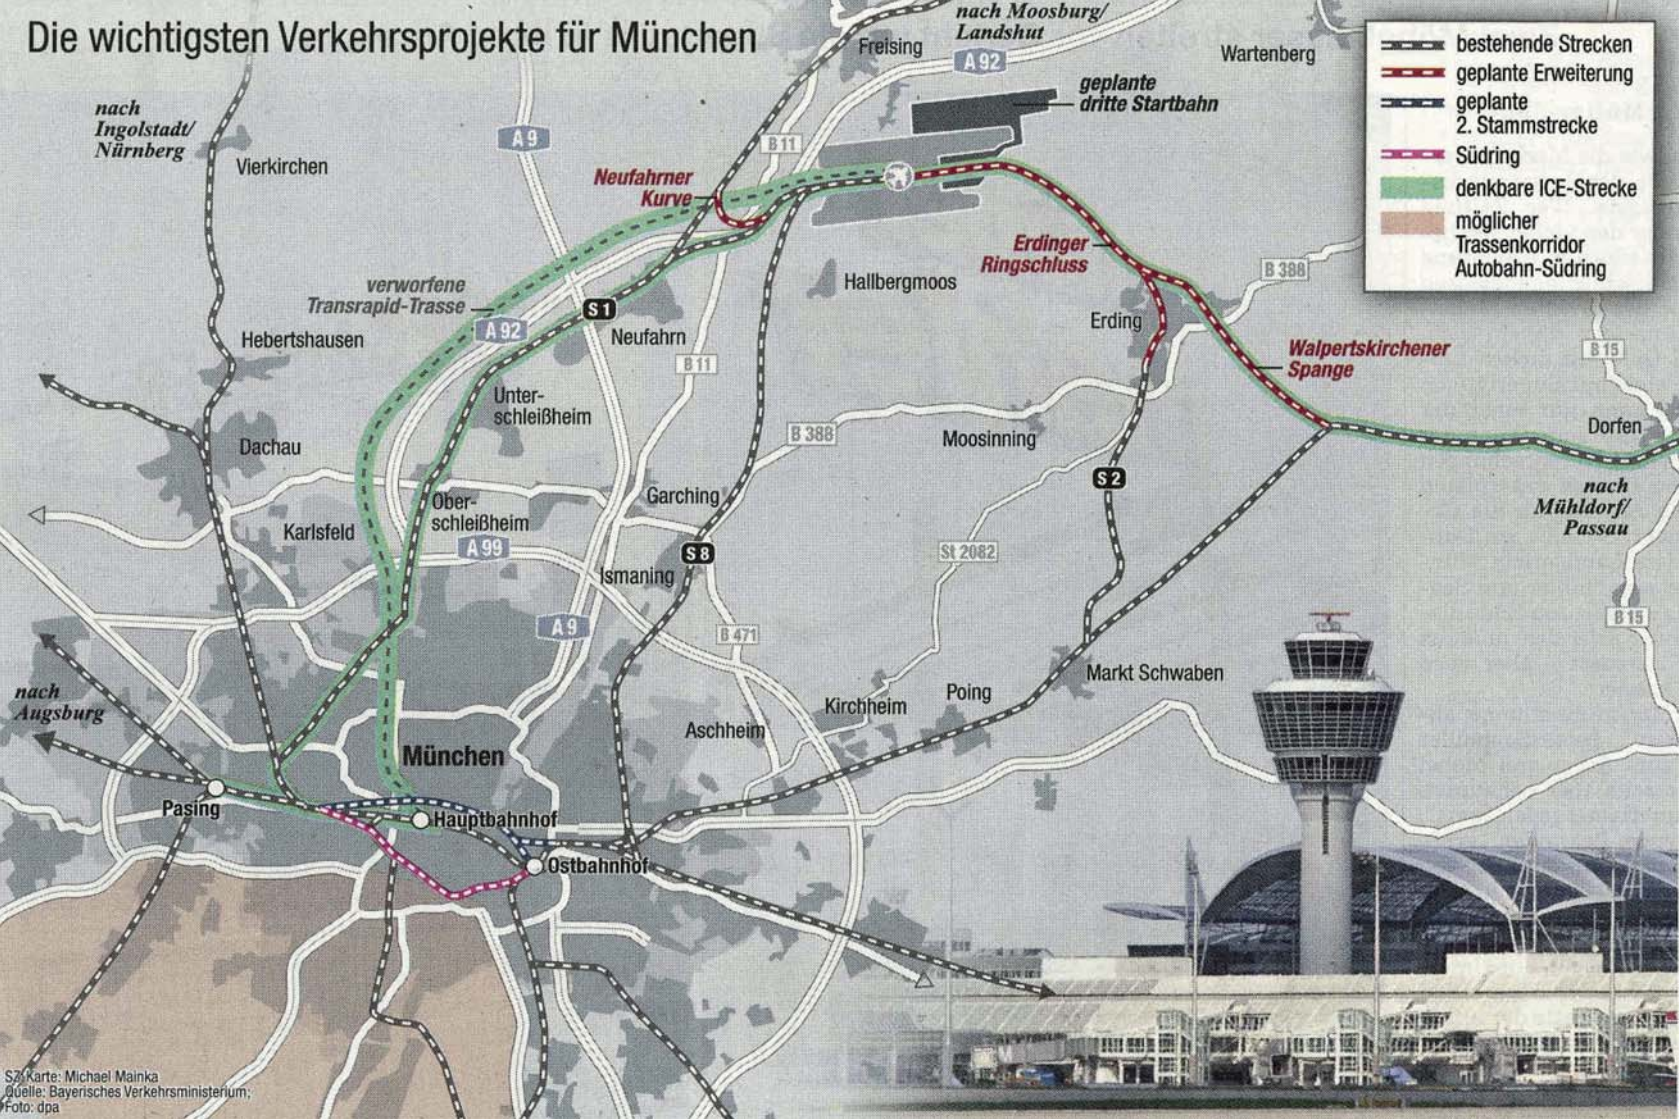 Die wichtigsten Verkehrsprojekte für München
nach Moosburg/
Landshut
Freising
A 92
Wartenberg
bestehende Strecken
geplante Erweiterung
geplante
2. Stammstrecke
Südring
denkbare ICE-Strecke
möglicher
Trassenkorridor
Autobahn-Südring
geplante
dritte Startbahn
nach
Ingolstadt/
Nürnberg
A 9
B 11
Vierkirchen
Neufahrner
Kurve
Erdinger
Ringschluss
B 388
verworfene
Transrapid-Trasse
Hallbergmoos
S 1
A 92
Neufahrn
Erding
Hebertshausen
B 11
Walpertskirchener
Spange
B 15
Unter-
schleißheim
B 388
Moosinning
Dorfen
Dachau
S 2
nach
Mühldorf/
Passau
Garching
Ober-
schleißheim
Karlsfeld
A 99
S 8
St 2082
Ismaning
A 9
B 471
B 15
nach
Augsburg
Markt Schwaben
Poing
Kirchheim
Aschheim
München
Pasing
Hauptbahnhof
Ostbahnhof
SZ-Karte: Michael Mainka
Quelle: Bayerisches Verkehrsministerium;
Foto: dpa